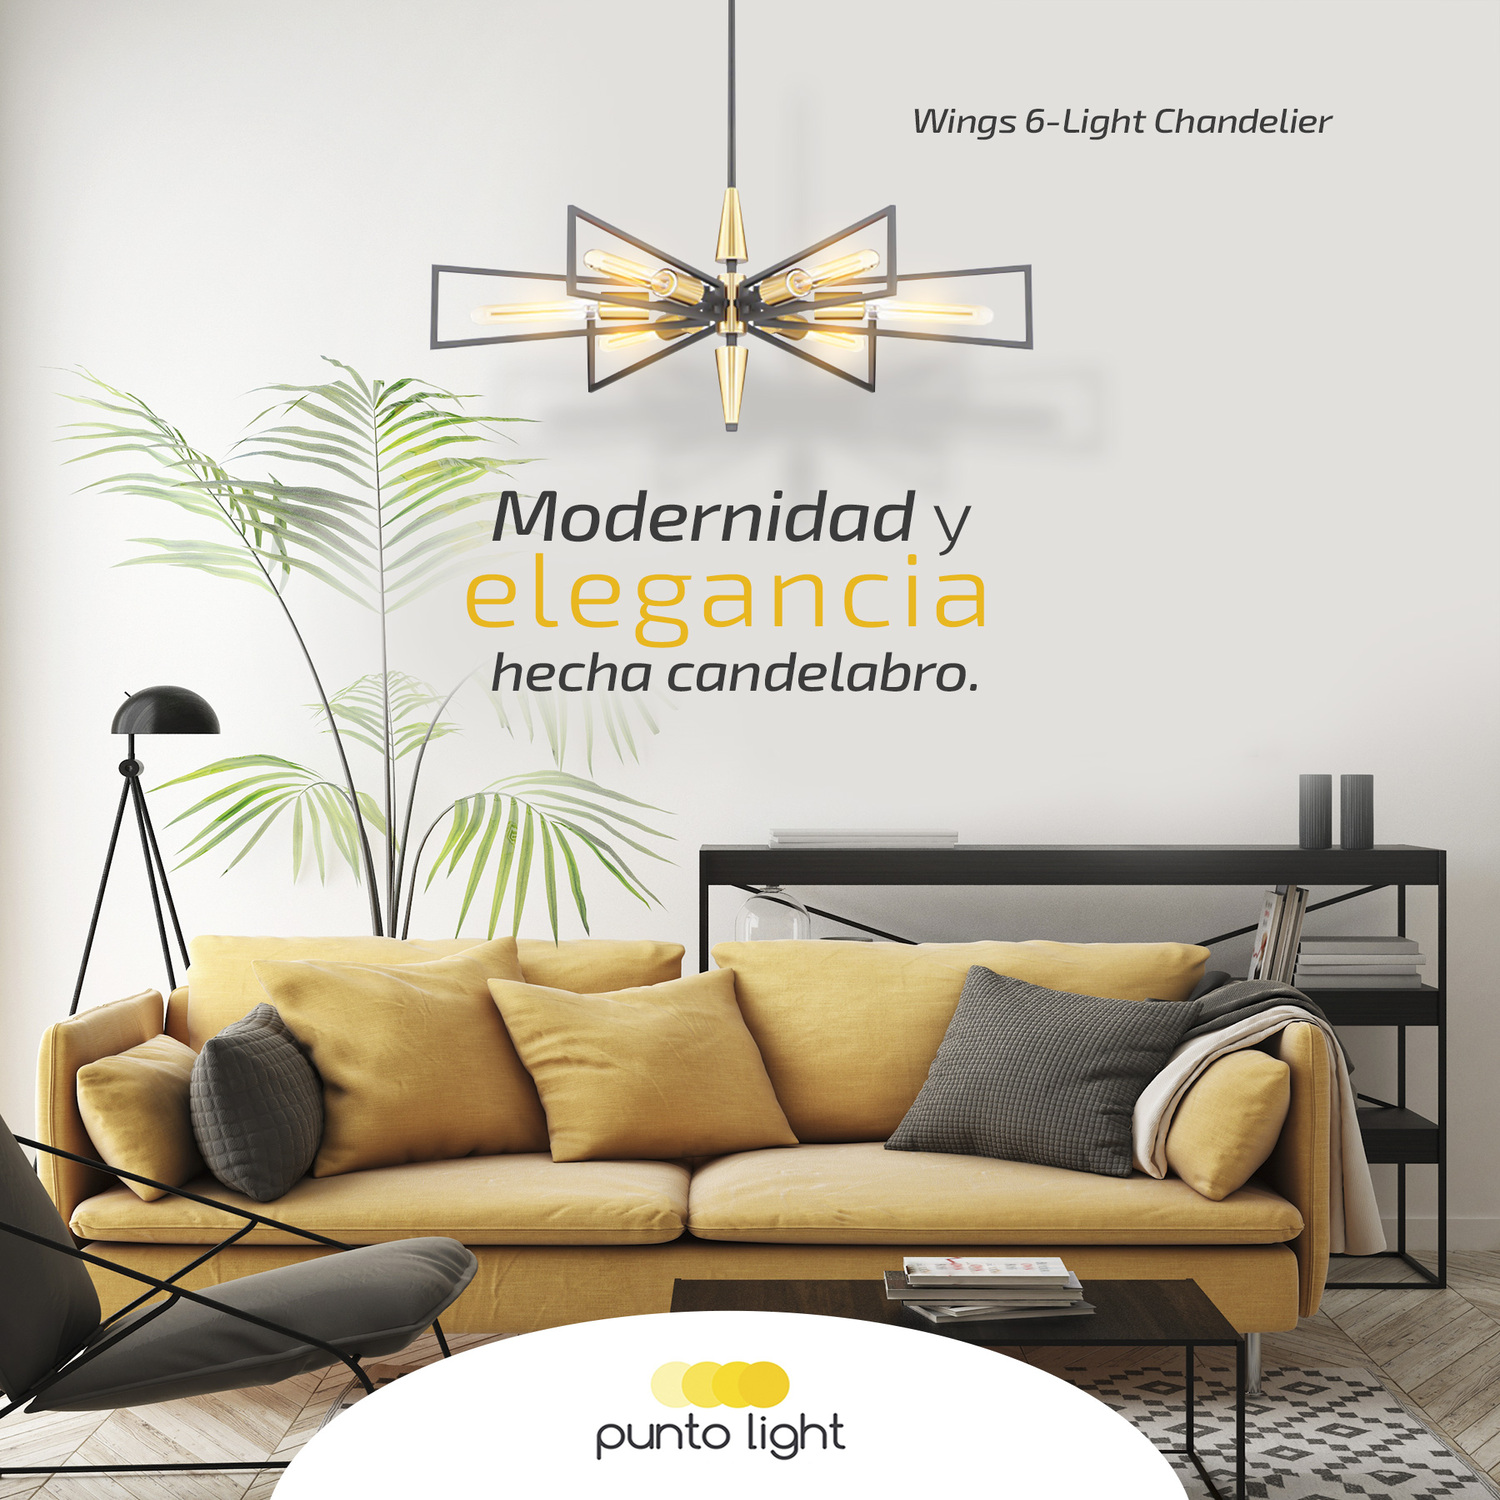 Wings 6-Light Chandelier
Modernidad y
elegancia
hecha candelabro.
punto light